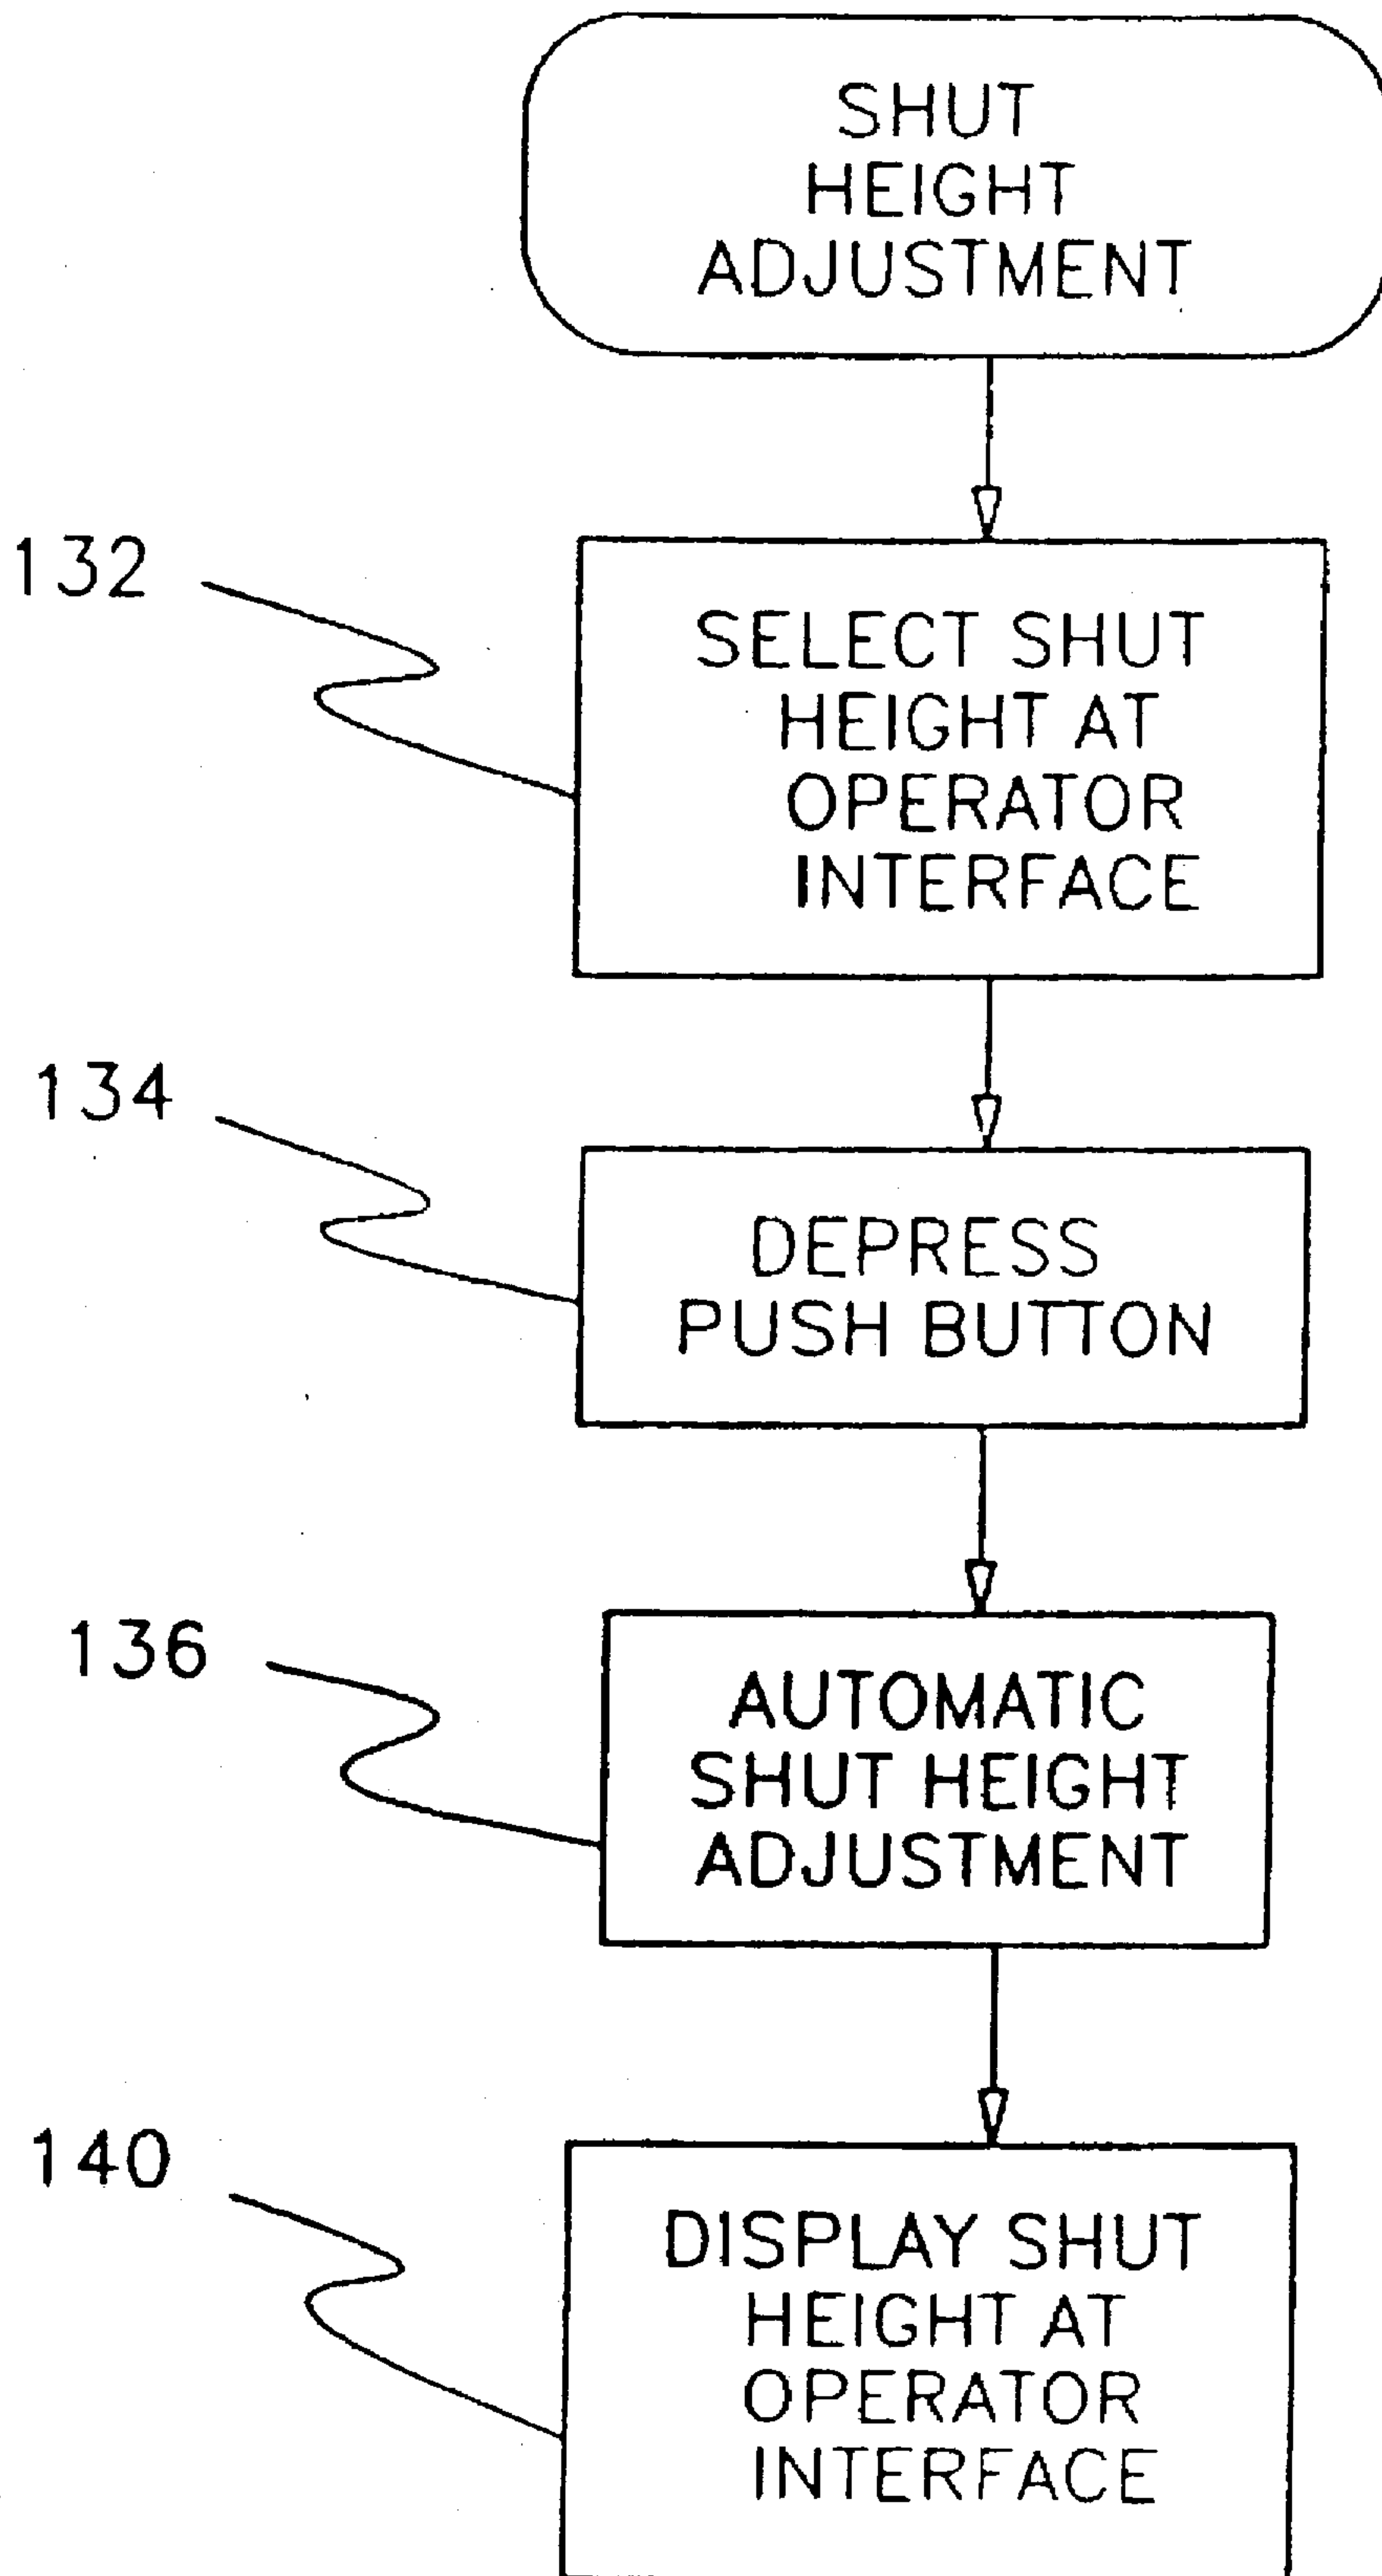 SHUT
HEIGHT
ADJUSTMENT
132
SELECT SHUT
HEIGHT AT
OPERATOR
INTERFACE
134
DEPRESS
PUSH BUTTON
136
AUTOMATIC
SHUT HEIGHT
ADJUSTMENT
140
DISPLAY SHUT
HEIGHT AT
OPERATOR
INTERFACE